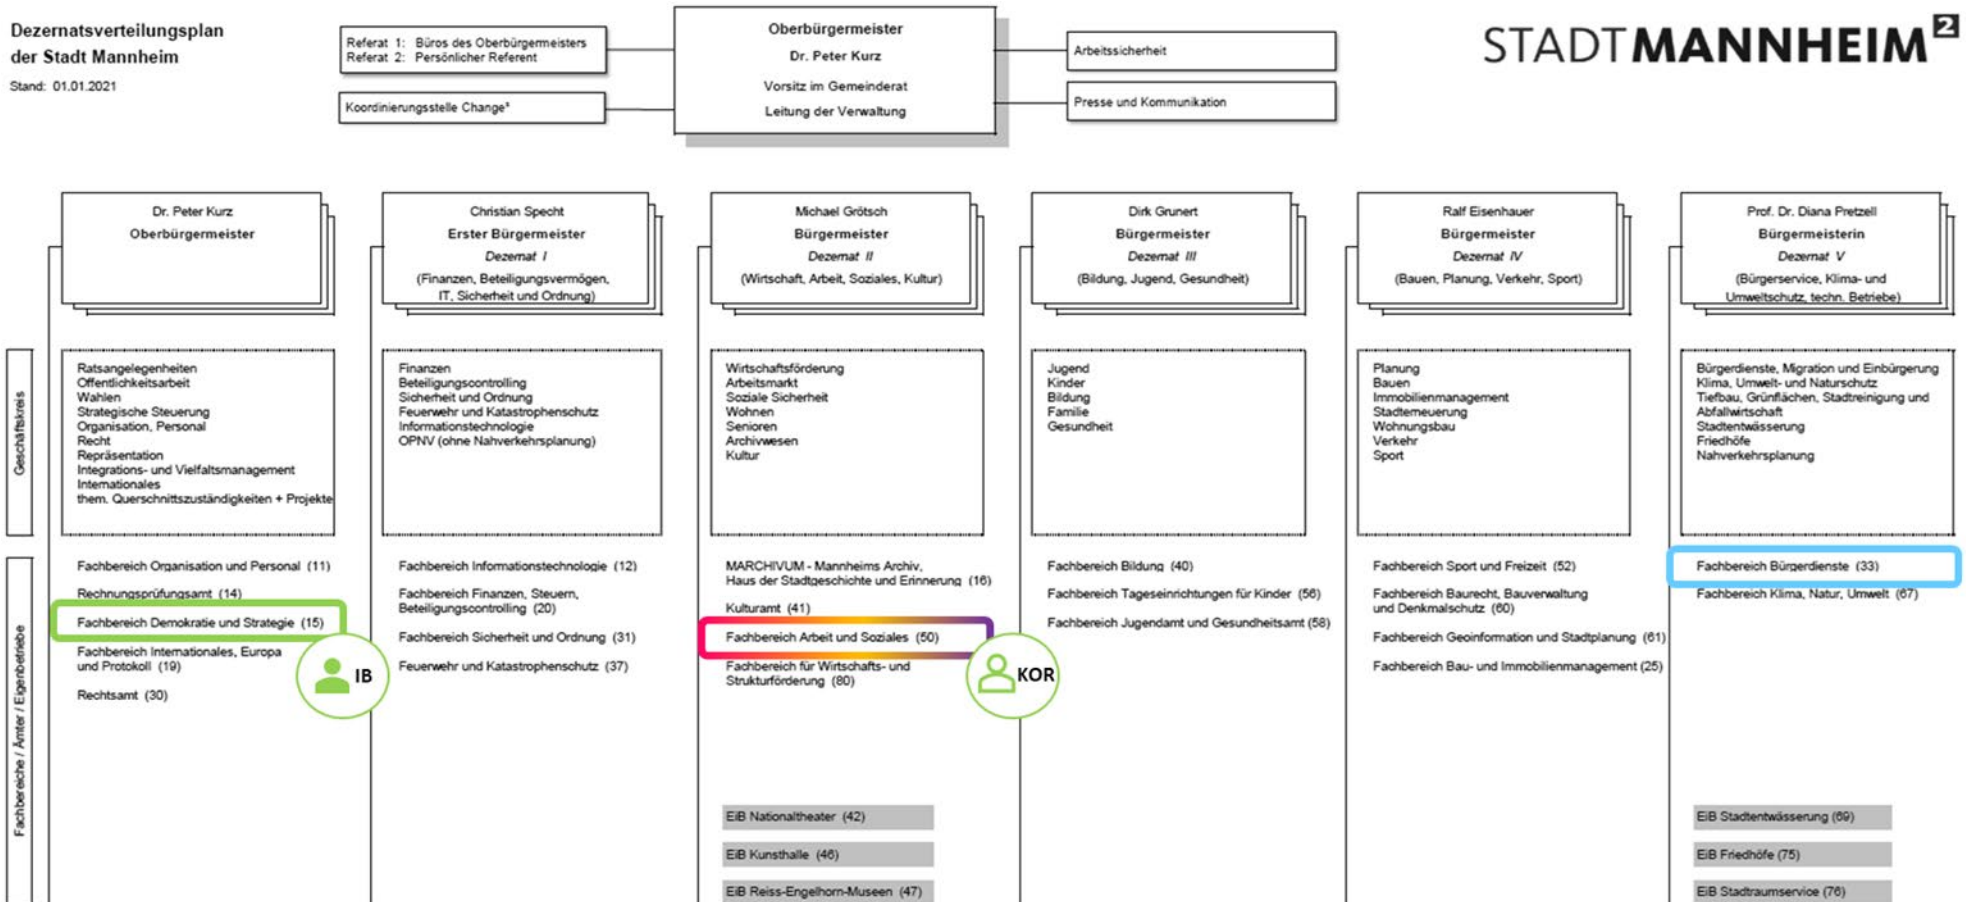 Dezernatsverteilungsplan
der Stadt Mannheim
Stand: 01.01.2021
Referat 1: Büros des Oberbürgermeisters
Referat 2: Persönlicher Referent
Koordinierungsstelle Change²
Oberbürgermeister
Dr. Peter Kurz
Vorsitz im Gemeinderat
Leitung der Verwaltung
Arbeitssicherheit
Presse und Kommunikation
STADTMANNHEIM²
Dr. Peter Kurz
Oberbürgermeister
Christian Specht
Erster Bürgermeister
Dezernat I
(Finanzen, Beteiligungsvermögen,
IT, Sicherheit und Ordnung)
Michael Grötsch
Bürgermeister
Dezernat II
(Wirtschaft, Arbeit, Soziales, Kultur)
Dirk Grunert
Bürgermeister
Dezernat III
(Bildung, Jugend, Gesundheit)
Ralf Eisenhauer
Bürgermeister
Dezernat IV
(Bauen, Planung, Verkehr, Sport)
Prof. Dr. Diana Pretzell
Bürgermeisterin
Dezernat V
(Bürgerservice, Klima- und
Umweltschutz, techn. Betriebe)
Geschäftskreis
Ratsangelegenheiten
Öffentlichkeitsarbeit
Wahlen
Strategische Steuerung
Organisation, Personal
Recht
Repräsentation
Integrations- und Vielfaltsmanagement
Internationales
them. Querschnittszuständigkeiten + Projekte
Finanzen
Beteiligungscontrolling
Sicherheit und Ordnung
Feuerwehr und Katastrophenschutz
Informationstechnologie
ÖPNV (ohne Nahverkehrsplanung)
Wirtschaftsförderung
Arbeitsmarkt
Soziale Sicherheit
Wohnen
Senioren
Archivwesen
Kultur
Jugend
Kinder
Bildung
Familie
Gesundheit
Planung
Bauen
Immobilienmanagement
Stadterneuerung
Wohnungsbau
Verkehr
Sport
Bürgerdienste, Migration und Einbürgerung
Klima, Umwelt- und Naturschutz
Tiefbau, Grünflächen, Stadtreinigung und
Abfallwirtschaft
Stadtentwässerung
Friedhöfe
Nahverkehrsplanung
Fachbereiche / Ämter / Eigenbetriebe
Fachbereich Organisation und Personal (11)
Rechnungsprüfungsamt (14)
Fachbereich Demokratie und Strategie (15)
Fachbereich Internationales, Europa
und Protokoll (19)
Rechtsamt (30)
IB
Fachbereich Informationstechnologie (12)
Fachbereich Finanzen, Steuern,
Beteiligungscontrolling (20)
Fachbereich Sicherheit und Ordnung (31)
Feuerwehr und Katastrophenschutz (37)
MARCHIVUM - Mannheims Archiv,
Haus der Stadtgeschichte und Erinnerung (16)
Kulturamt (41)
Fachbereich Arbeit und Soziales (50)
Fachbereich für Wirtschafts- und
Strukturförderung (80)
KOR
EiB Nationaltheater (42)
EiB Kunsthalle (46)
EiB Reiss-Engelhorn-Museen (47)
Fachbereich Bildung (40)
Fachbereich Tageseinrichtungen für Kinder (56)
Fachbereich Jugendamt und Gesundheitsamt (58)
Fachbereich Sport und Freizeit (52)
Fachbereich Baurecht, Bauverwaltung
und Denkmalschutz (60)
Fachbereich Geoinformation und Stadtplanung (61)
Fachbereich Bau- und Immobilienmanagement (25)
Fachbereich Bürgerdienste (33)
Fachbereich Klima, Natur, Umwelt (67)
EiB Stadtentwässerung (69)
EiB Friedhöfe (75)
EiB Stadtraumservice (76)